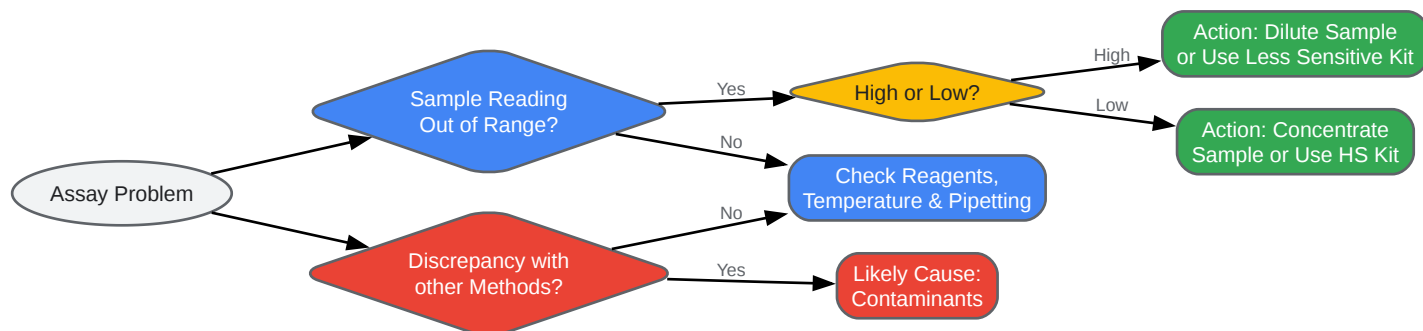 Assay Problem
Sample Reading
Out of Range?
Yes
No
High or Low?
High
Low
Action: Dilute Sample
or Use Less Sensitive Kit
Action: Concentrate
Sample or Use HS Kit
Check Reagents,
Temperature & Pipetting
Discrepancy with
other Methods?
No
Yes
Likely Cause:
Contaminants